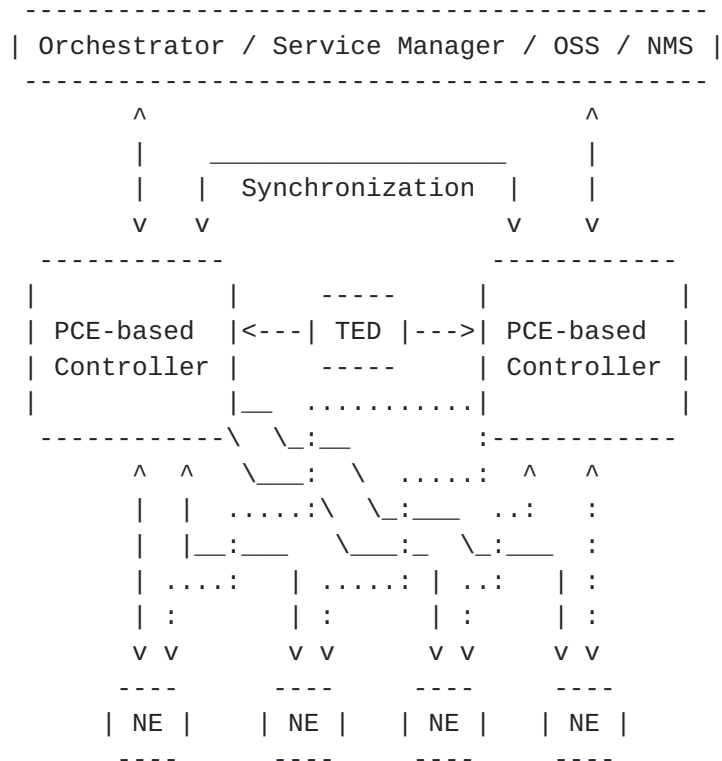 Orchestrator / Service Manager / OSS / NMS
Synchronization
PCE-based TED PCE-based
Controller Controller
NE NE NE NE